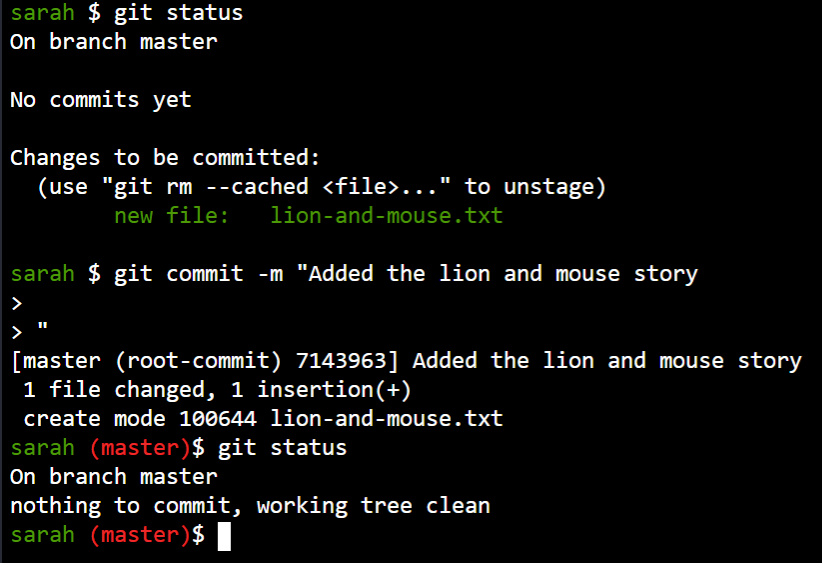 sarah $ git status
On branch master
No commits yet
Changes to be committed:
  (use "git rm --cached <file>..." to unstage)
        new file:   lion-and-mouse.txt
sarah $ git commit -m "Added the lion and mouse story
>
> "
[master (root-commit) 7143963] Added the lion and mouse story
 1 file changed, 1 insertion(+)
 create mode 100644 lion-and-mouse.txt
sarah (master)$ git status
On branch master
nothing to commit, working tree clean
sarah (master)$